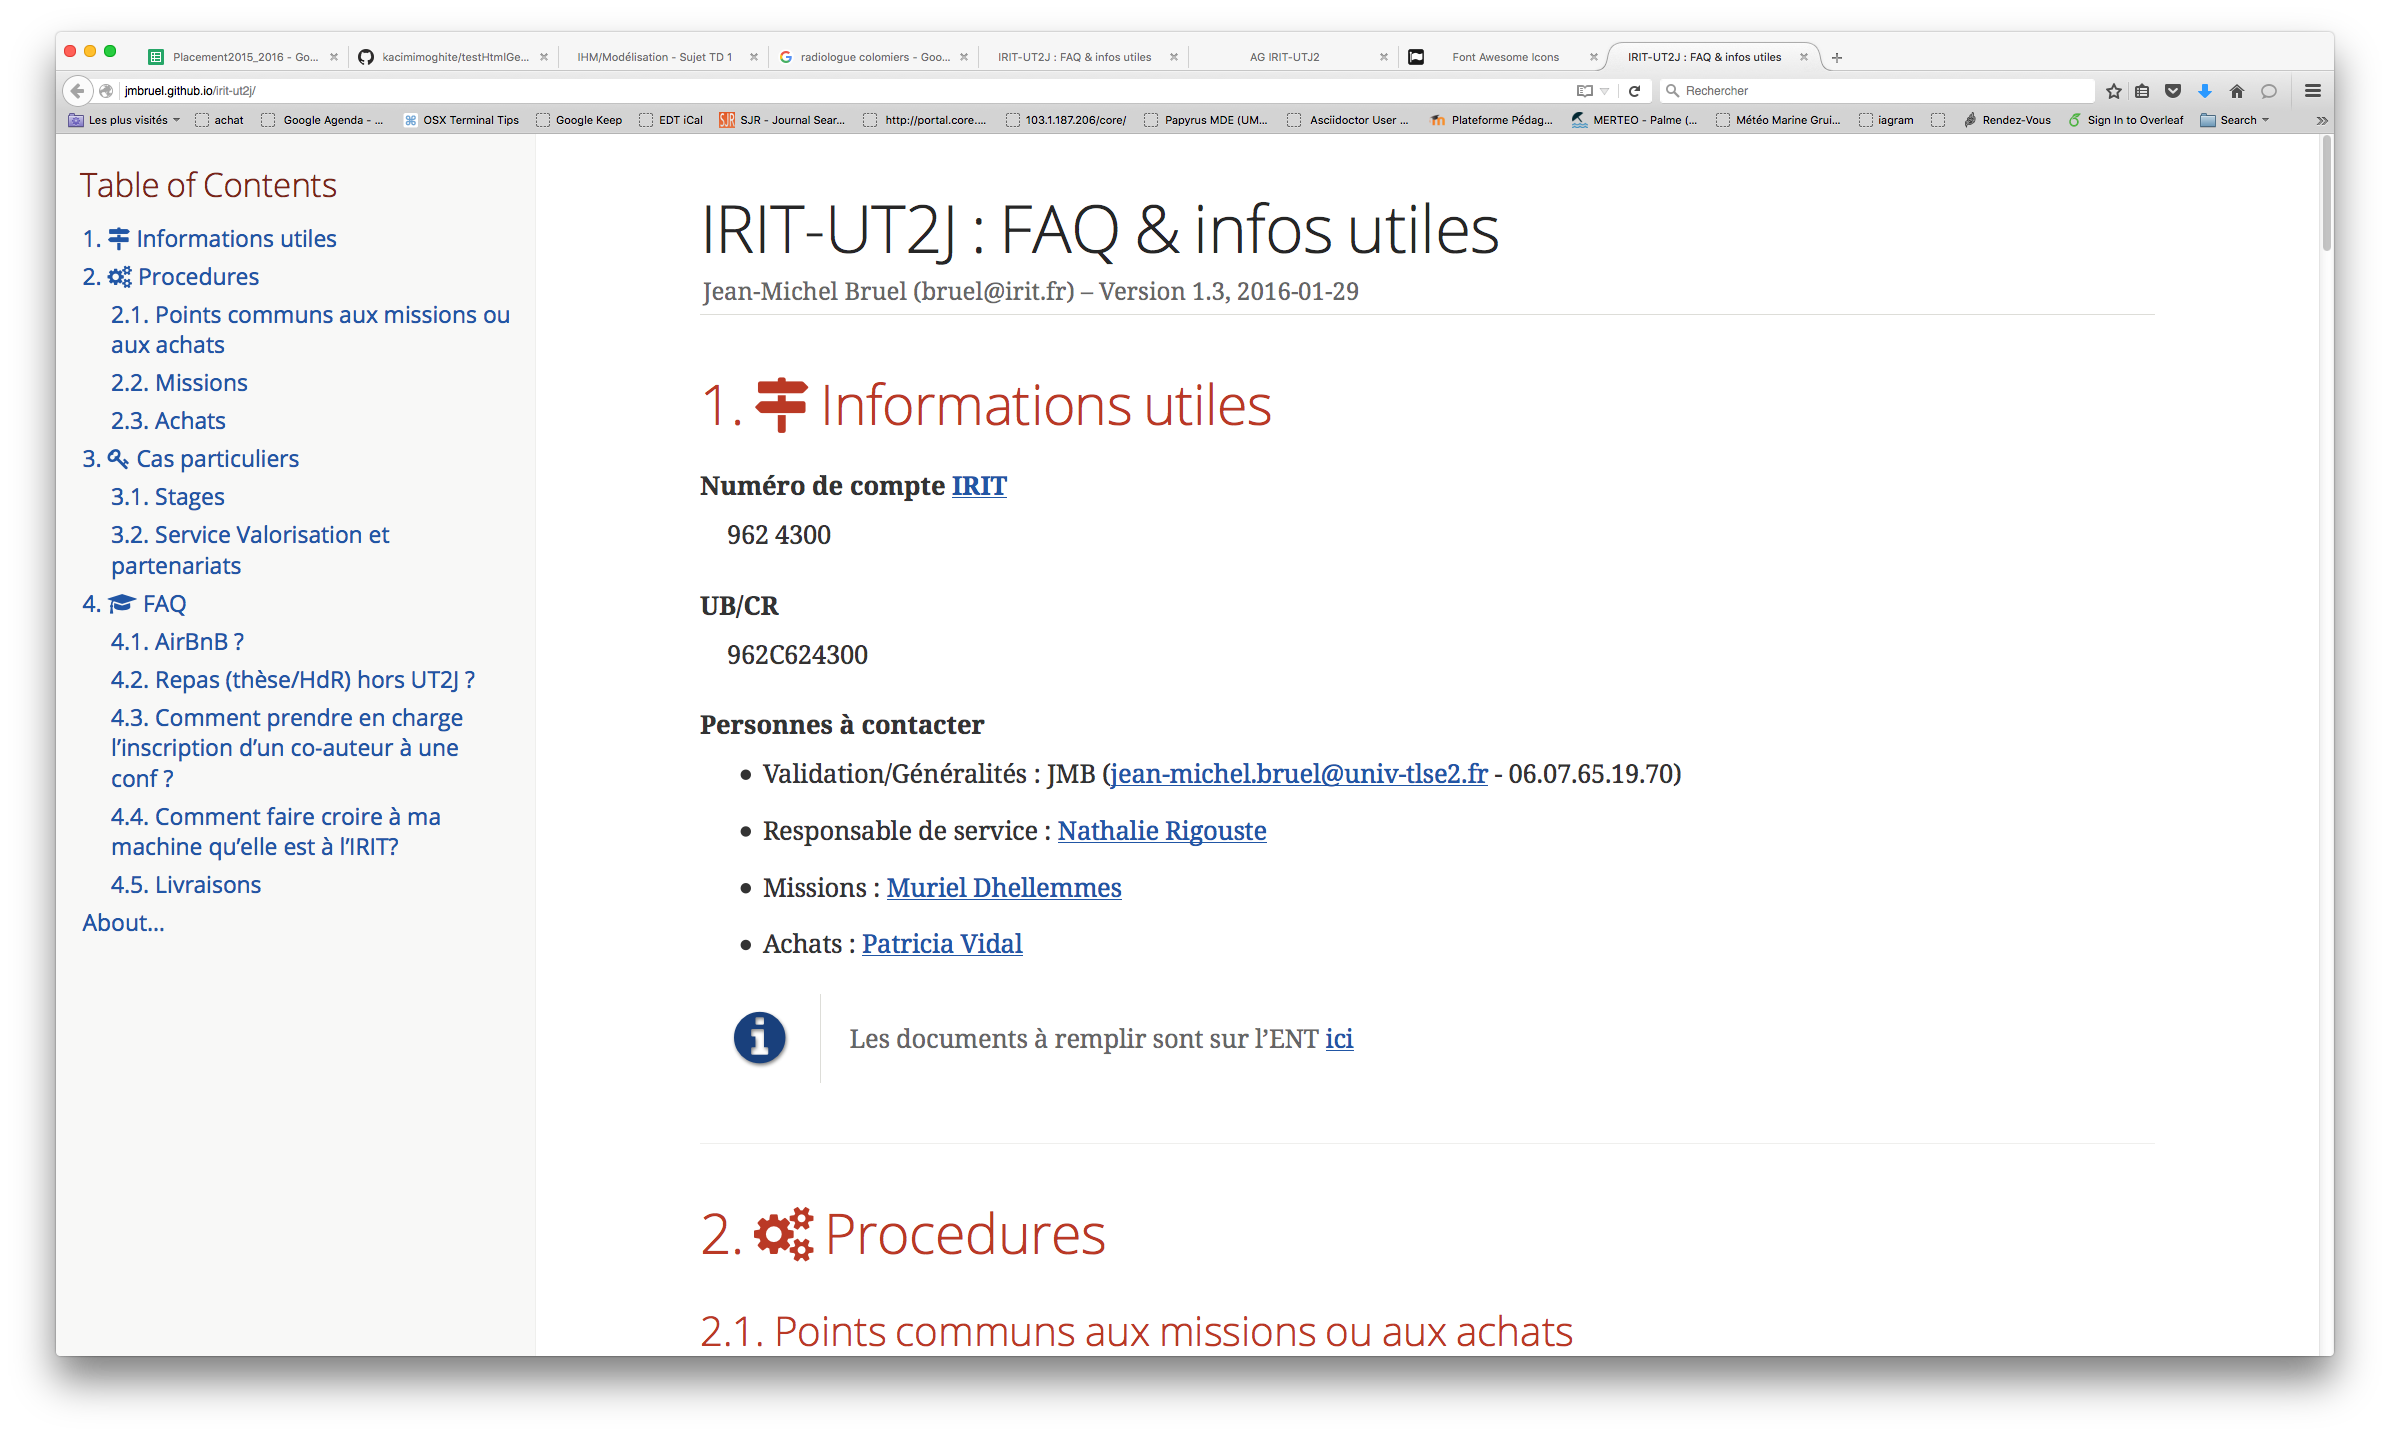 Placement2015_2016 - Go...
kacimimoghite/testHtmlGe...
IHM/Modélisation - Sujet TD 1
radiologue colomiers - Goo...
IRIT-UT2J : FAQ & infos utiles
AG IRIT-UTJ2
Font Awesome Icons
IRIT-UT2J : FAQ & infos utiles
jmbruel.github.io/irit-ut2j/
Rechercher
Les plus visités
achat
Google Agenda - ...
OSX Terminal Tips
Google Keep
EDT iCal
SJR
SJR - Journal Sear...
http://portal.core....
103.1.187.206/core/
Papyrus MDE (UM...
Asciidoctor User ...
Plateforme Pédag...
MERTEO - Palme (...
Météo Marine Grui...
iagram
Rendez-Vous
Sign In to Overleaf
Search
Table of Contents
1. Informations utiles
2. Procedures
2.1. Points communs aux missions ou
aux achats
2.2. Missions
2.3. Achats
3. Cas particuliers
3.1. Stages
3.2. Service Valorisation et
partenariats
4. FAQ
4.1. AirBnB ?
4.2. Repas (thèse/HdR) hors UT2J ?
4.3. Comment prendre en charge
l’inscription d’un co-auteur à une
conf ?
4.4. Comment faire croire à ma
machine qu’elle est à l’IRIT?
4.5. Livraisons
About...
IRIT-UT2J : FAQ & infos utiles
Jean-Michel Bruel (bruel@irit.fr) – Version 1.3, 2016-01-29
1. Informations utiles
Numéro de compte IRIT
962 4300
UB/CR
962C624300
Personnes à contacter
• Validation/Généralités : JMB (jean-michel.bruel@univ-tlse2.fr - 06.07.65.19.70)
• Responsable de service : Nathalie Rigouste
• Missions : Muriel Dhellemmes
• Achats : Patricia Vidal
Les documents à remplir sont sur l’ENT ici
2. Procedures
2.1. Points communs aux missions ou aux achats